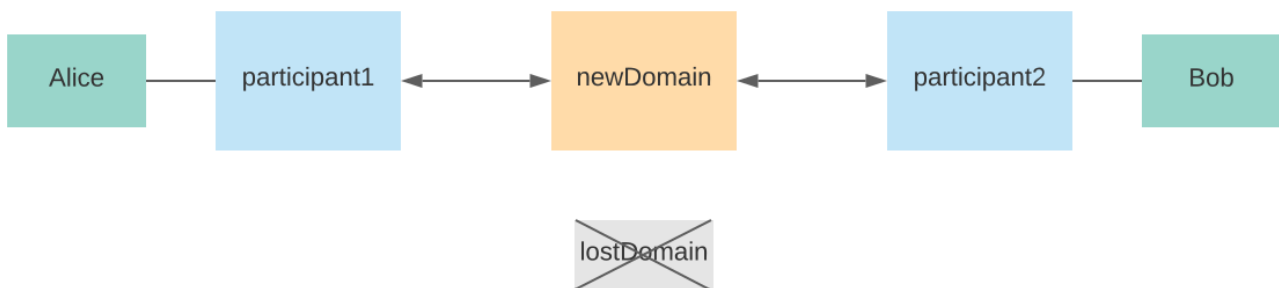 Alice
participant1
newDomain
participant2
Bob
lostDomain